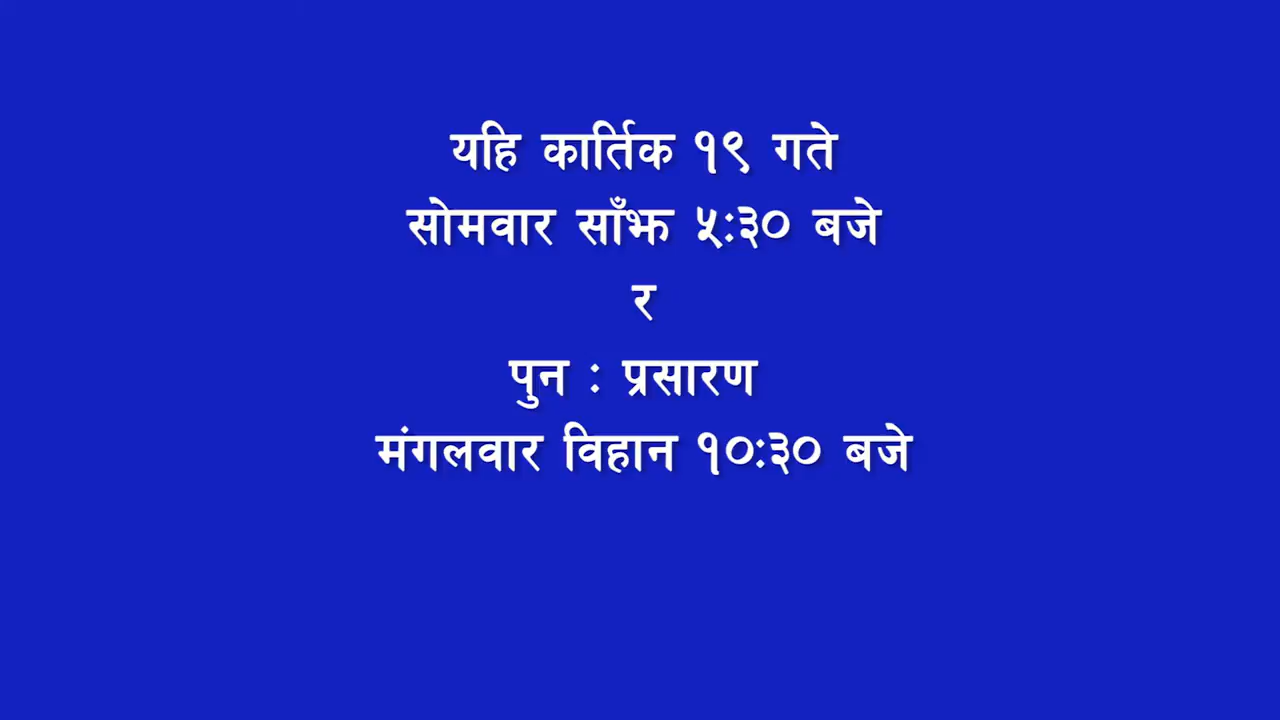 यहि कार्तिक १९ गते
सोमवार साँझ ५:३० बजे
र
पुन : प्रसारण
मंगलवार विहान १०:३० बजे